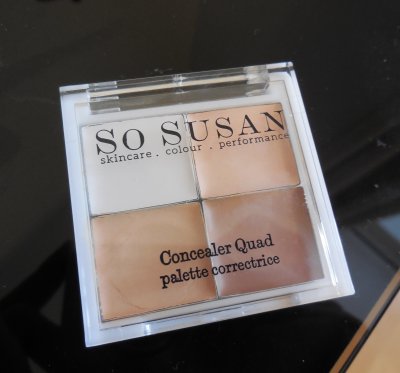 SO SUSAN
skincare . colour . performance
Concealer Quad
palette correctrice